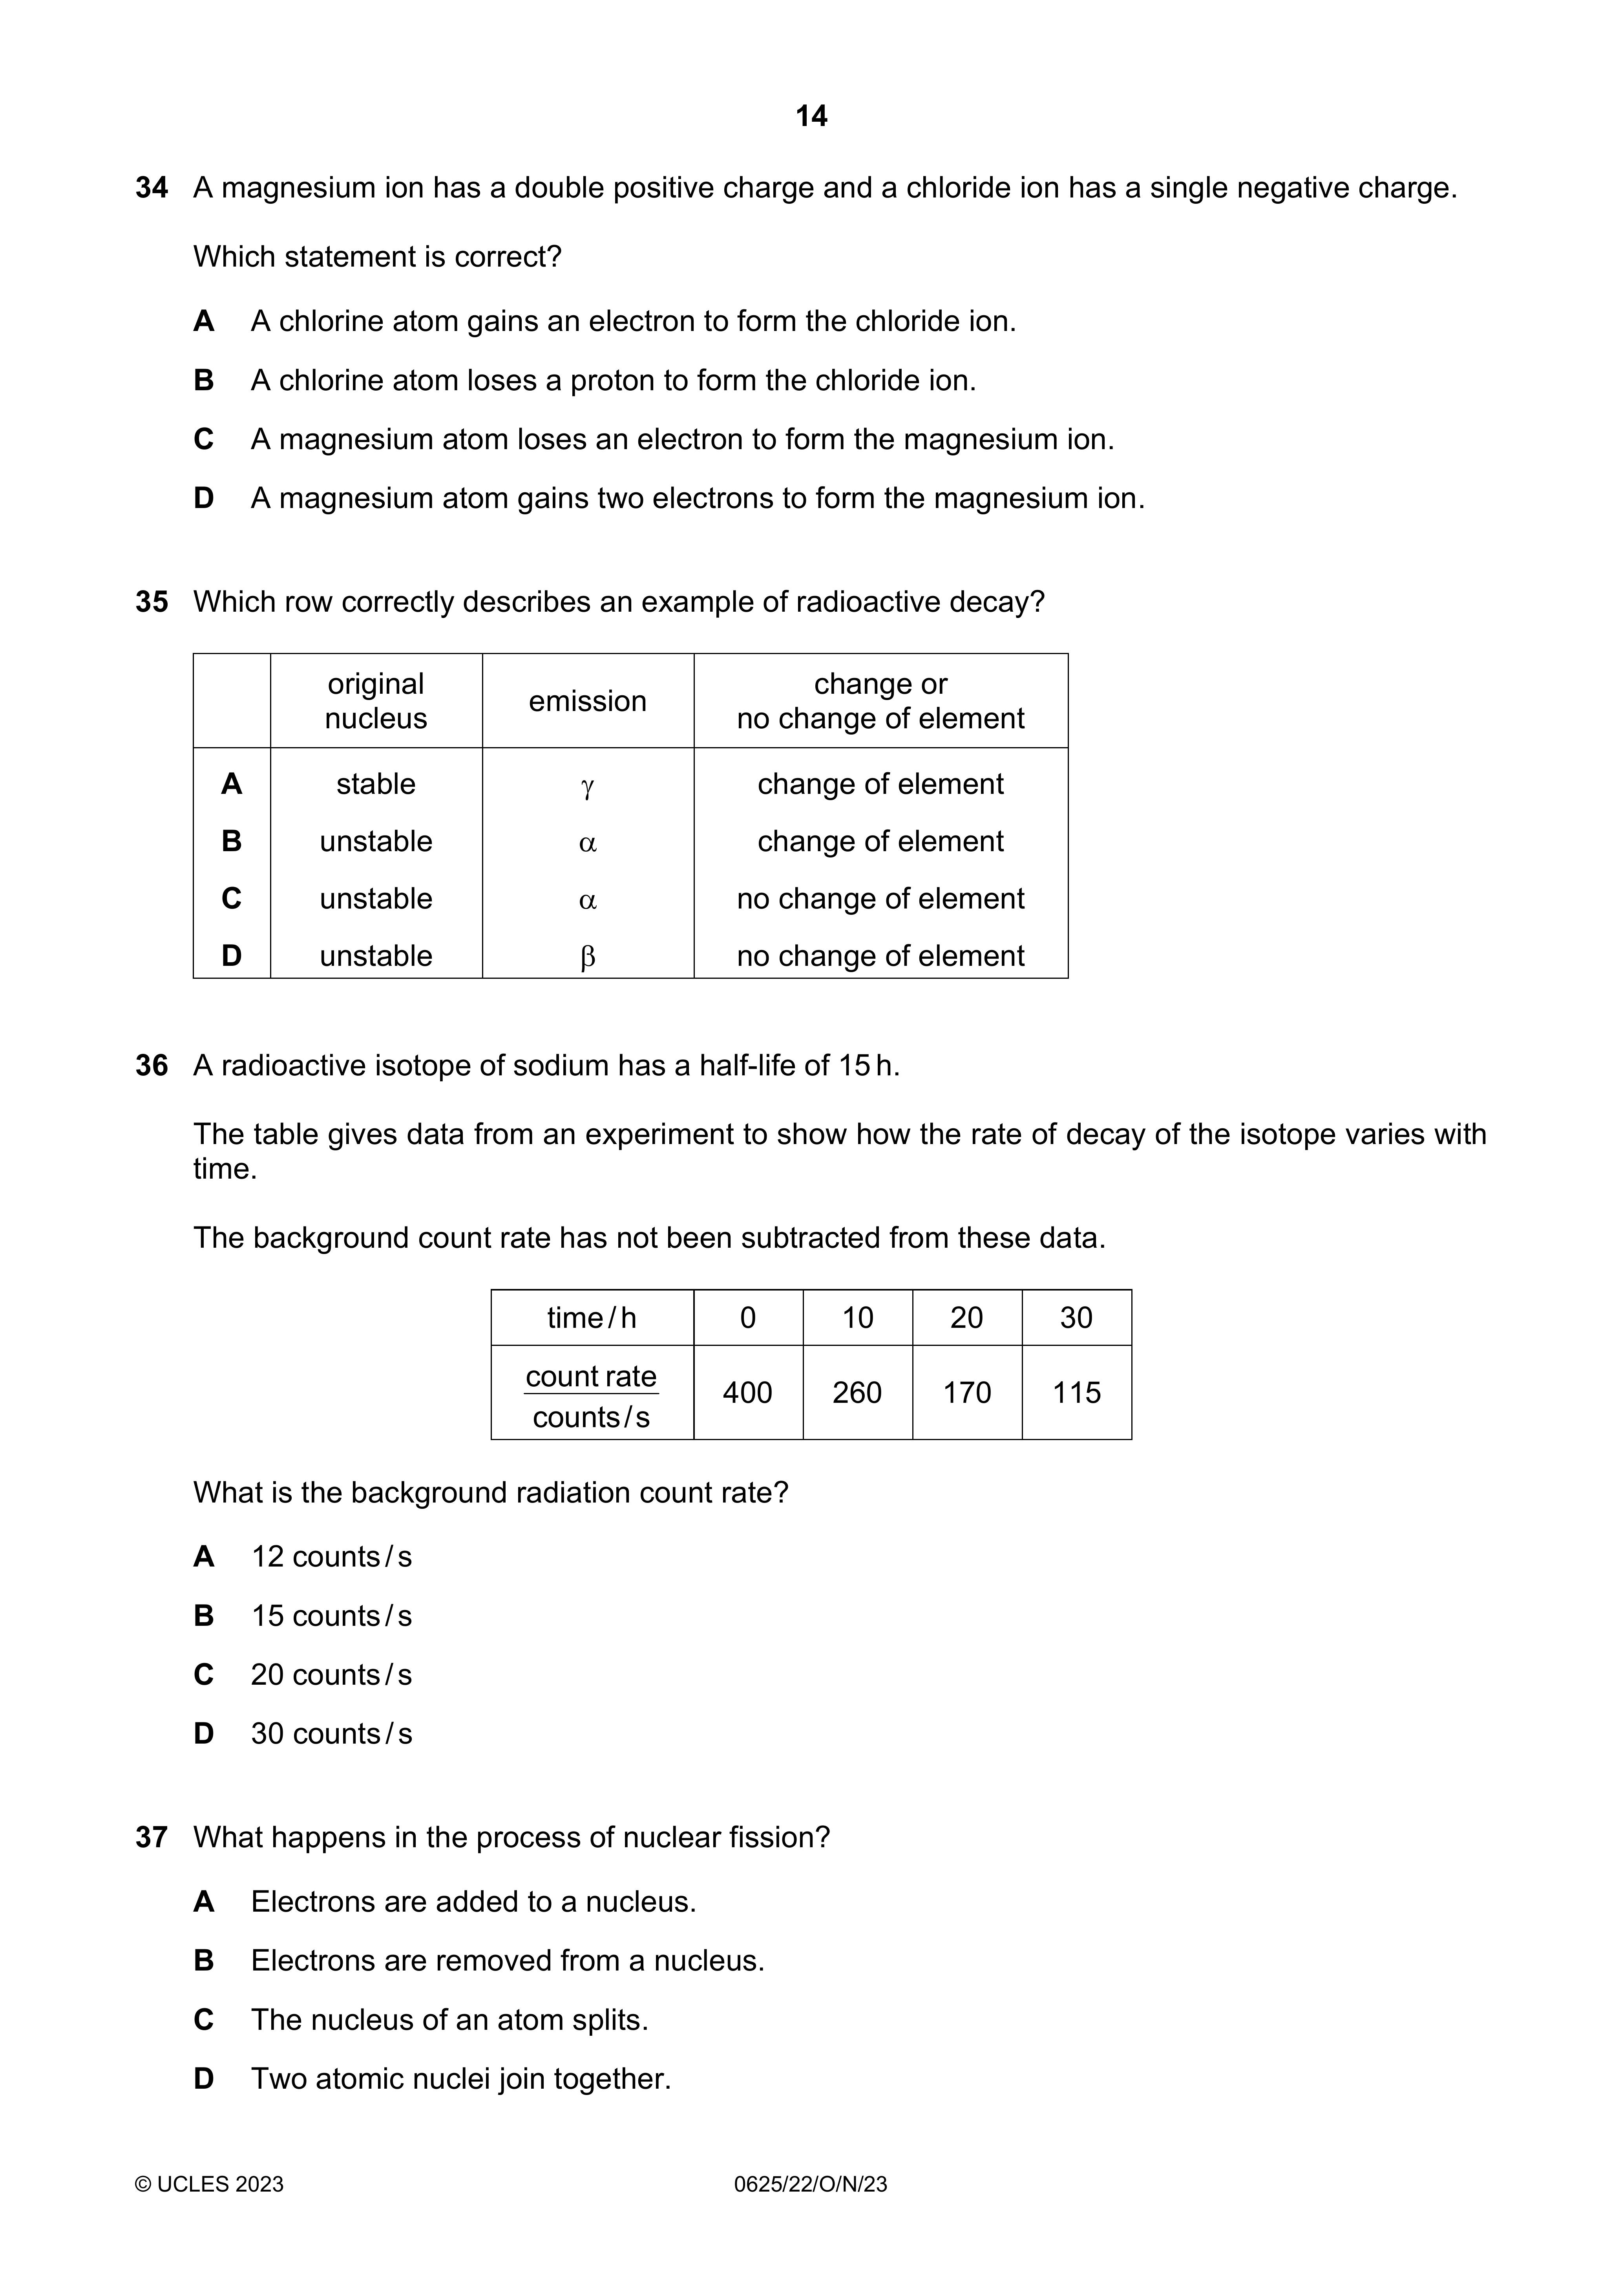 14
34 A magnesium ion has a double positive charge and a chloride ion has a single negative charge.
Which statement is correct?
A A chlorine atom gains an electron to form the chloride ion.
B A chlorine atom loses a proton to form the chloride ion.
C A magnesium atom loses an electron to form the magnesium ion.
D A magnesium atom gains two electrons to form the magnesium ion.
35 Which row correctly describes an example of radioactive decay?
original nucleus emission change or no change of element
A stable γ change of element
B unstable α change of element
C unstable α no change of element
D unstable β no change of element
36 A radioactive isotope of sodium has a half-life of 15 h.
The table gives data from an experiment to show how the rate of decay of the isotope varies with
time.
The background count rate has not been subtracted from these data.
time / h 0 10 20 30
count rate
counts / s 400 260 170 115
What is the background radiation count rate?
A 12 counts / s
B 15 counts / s
C 20 counts / s
D 30 counts / s
37 What happens in the process of nuclear fission?
A Electrons are added to a nucleus.
B Electrons are removed from a nucleus.
C The nucleus of an atom splits.
D Two atomic nuclei join together.
© UCLES 2023 0625/22/O/N/23